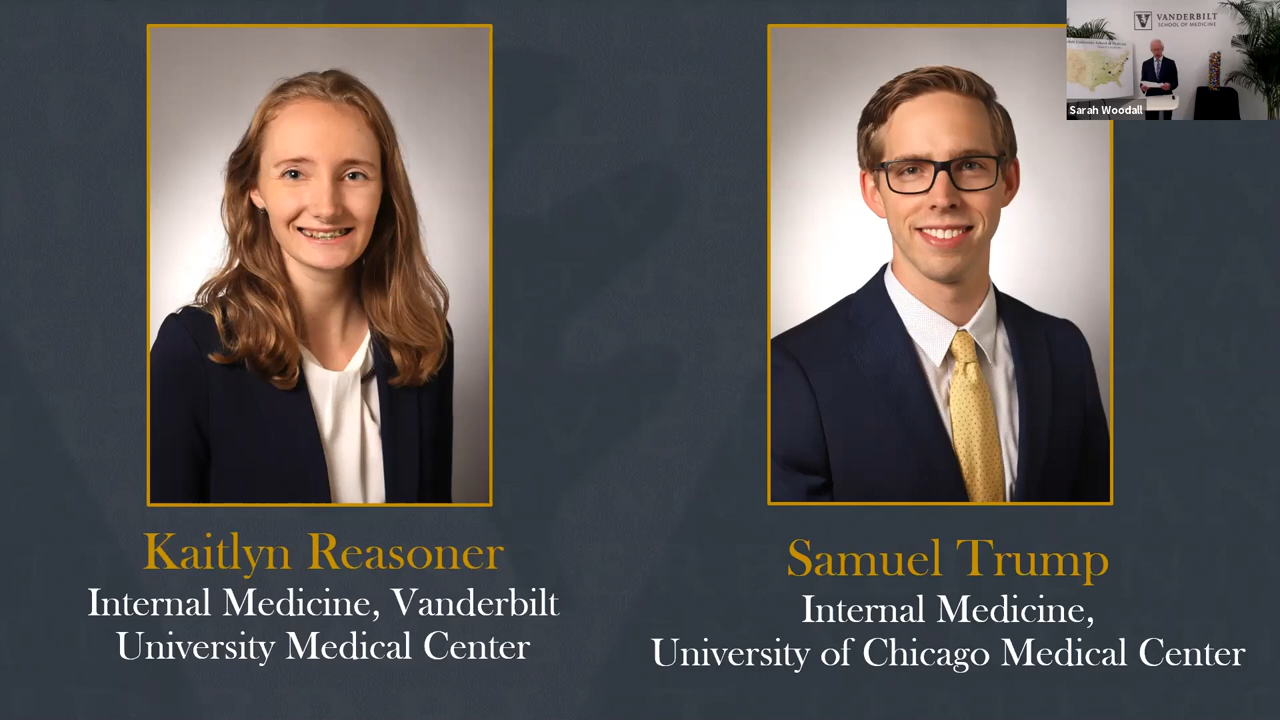 VANDERBILT
SCHOOL OF MEDICINE
Sarah Woodall
Kaitlyn Reasoner
Internal Medicine, Vanderbilt
University Medical Center
Samuel Trump
Internal Medicine,
University of Chicago Medical Center